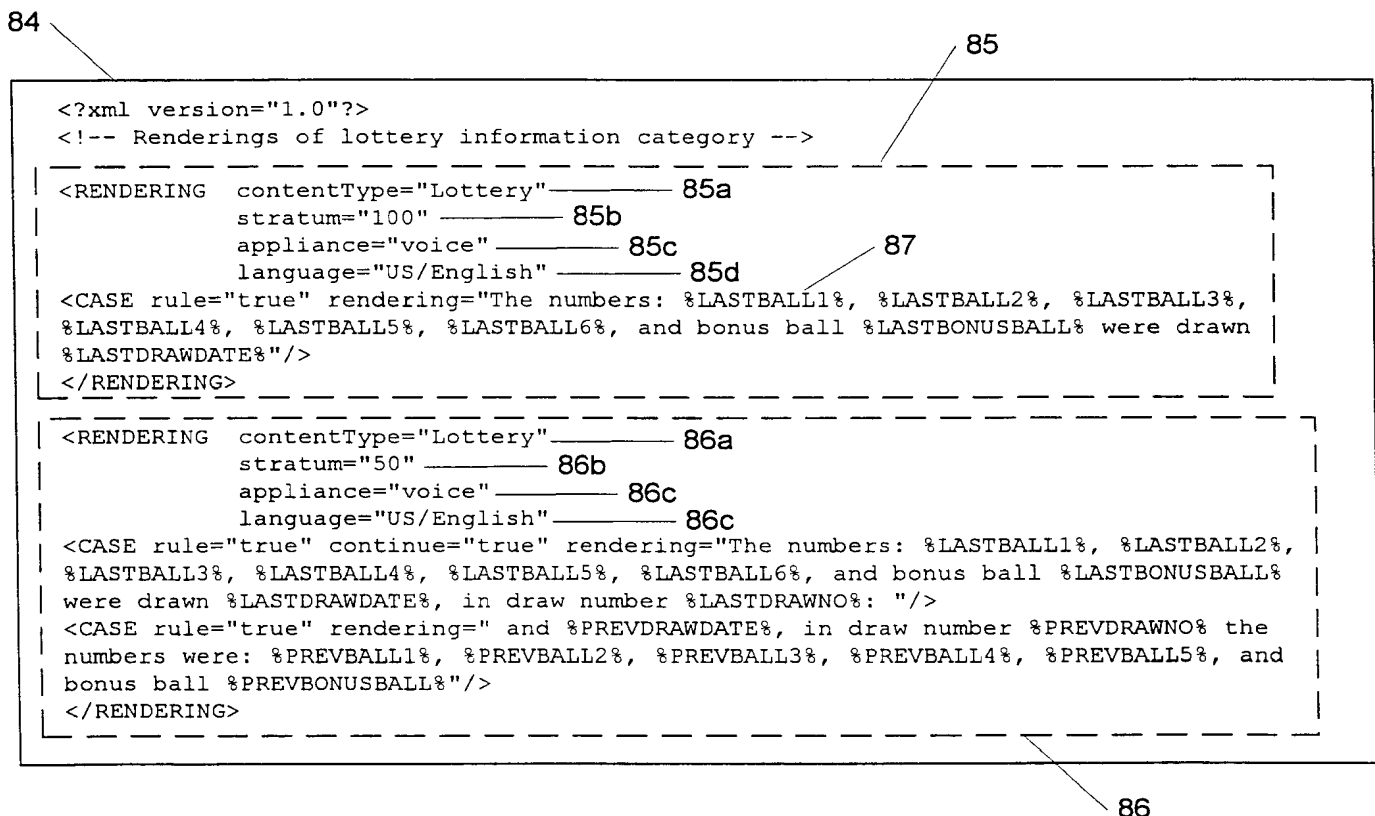 84
85
<?xml version="1.0"?>
<!-- Renderings of lottery information category -->
<RENDERING contentType="Lottery" 85a
stratum="100" 85b
appliance="voice" 85c 87
language="US/English" 85d
<CASE rule="true" rendering="The numbers: %LASTBALL1%, %LASTBALL2%, %LASTBALL3%,
%LASTBALL4%, %LASTBALL5%, %LASTBALL6%, and bonus ball %LASTBONUSBALL% were drawn
%LASTDRAWDATE%"/>
</RENDERING>
<RENDERING contentType="Lottery" 86a
stratum="50" 86b
appliance="voice" 86c
language="US/English" 86c
<CASE rule="true" continue="true" rendering="The numbers: %LASTBALL1%, %LASTBALL2%,
%LASTBALL3%, %LASTBALL4%, %LASTBALL5%, %LASTBALL6%, and bonus ball %LASTBONUSBALL%
were drawn %LASTDRAWDATE%, in draw number %LASTDRAWNO%: "/>
<CASE rule="true" rendering=" and %PREVDRAWDATE%, in draw number %PREVDRAWNO% the
numbers were: %PREVBALL1%, %PREVBALL2%, %PREVBALL3%, %PREVBALL4%, %PREVBALL5%, and
bonus ball %PREVBONUSBALL%"/>
</RENDERING>
86